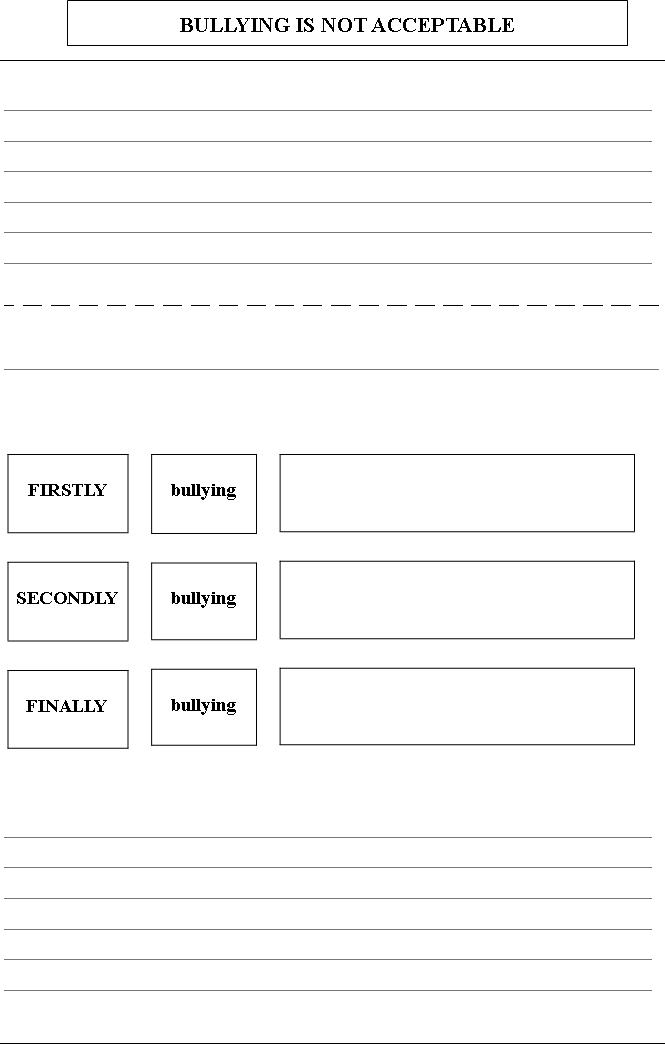 BULLYING IS NOT ACCEPTABLE
FIRSTLY bullying
SECONDLY bullying
FINALLY bullying